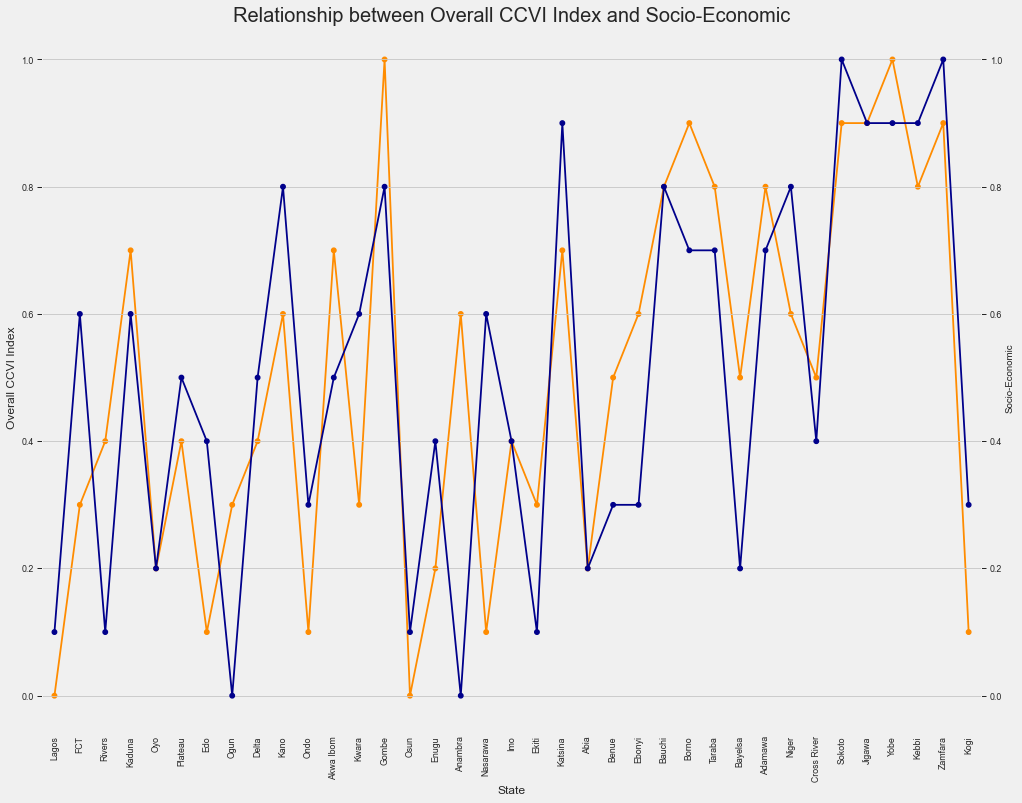 Relationship between Overall CCVI Index and Socio-Economic
1.0
0.8
0.6
0.4
0.2
0.0
Overall CCVI Index
1.0
0.8
0.6
0.4
0.2
0.0
Socio-Economic
Lagos
FCT
Rivers
Kaduna
Oyo
Plateau
Edo
Ogun
Delta
Kano
Ondo
Akwa Ibom
Kwara
Gombe
Osun
Enugu
Anambra
Nasarawa
Imo
Ekiti
Katsina
Abia
Benue
Ebonyi
Bauchi
Borno
Taraba
Bayelsa
Adamawa
Niger
Cross River
Sokoto
Jigawa
Yobe
Kebbi
Zamfara
Kogi
State